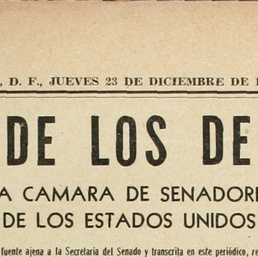 D. F., JUEVES 23 DE DICIEMBRE DE
DE LOS DE
A CAMARA DE SENADORE
DE LOS ESTADOS UNIDOS
fuente ajena a la Secretaría del Senado y transcrita en este periódico, re